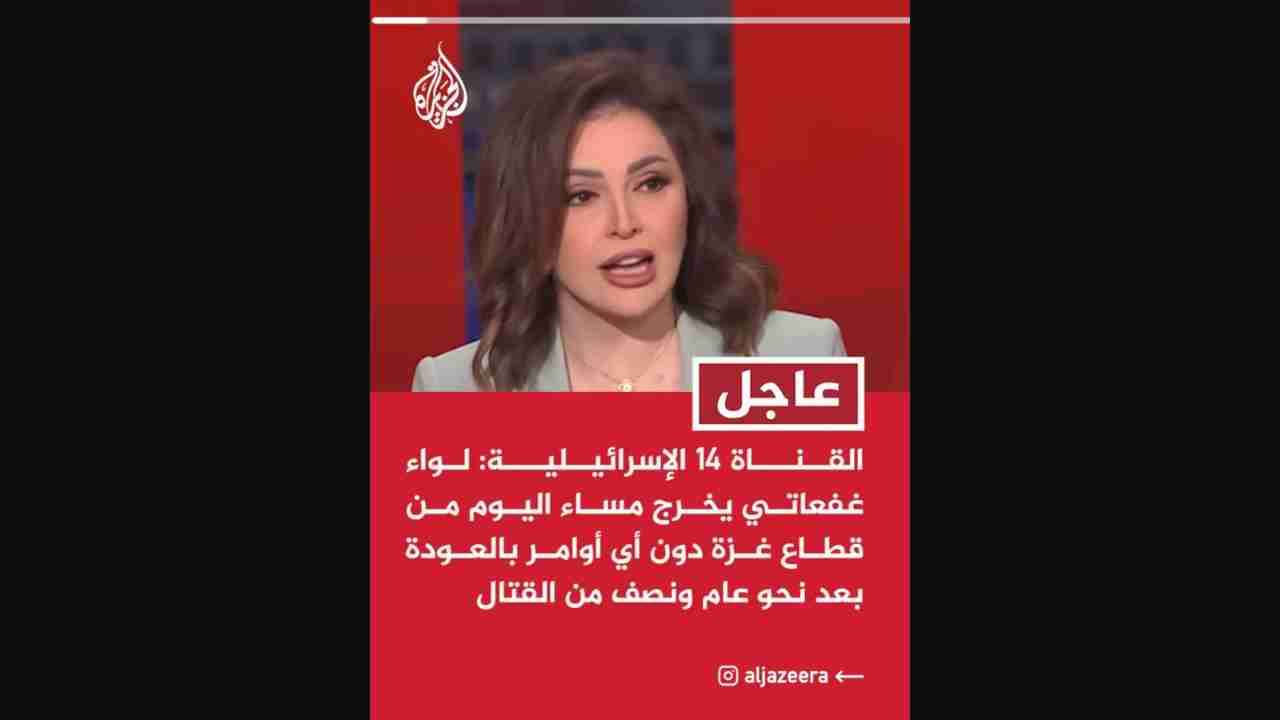 الجزيرة
عاجل
القناة 14 الإسرائيلية: لواء
غفعاتي يخرج مساء اليوم من
قطاع غزة دون أي أوامر بالعودة
بعد نحو عام ونصف من القتال
aljazeera